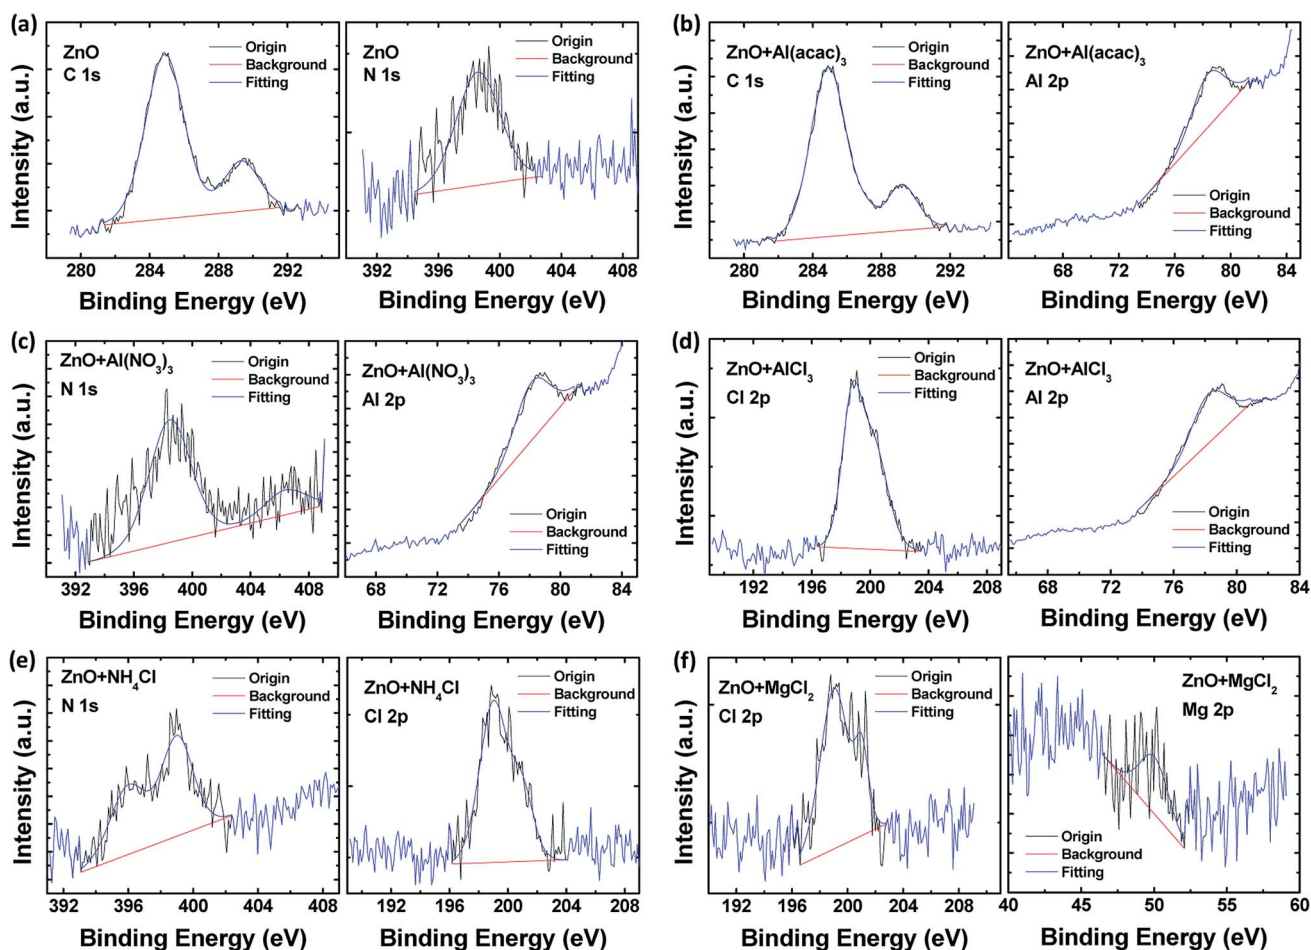 (a)
ZnO
C 1s
Origin
Background
Fitting
Intensity (a.u.)
280 284 288 292
Binding Energy (eV)
ZnO
N 1s
Origin
Background
Fitting
392 396 400 404 408
Binding Energy (eV)
(b)
ZnO+Al(acac)3
C 1s
Origin
Background
Fitting
Intensity (a.u.)
280 284 288 292
Binding Energy (eV)
ZnO+Al(acac)3
Al 2p
Origin
Background
Fitting
68 72 76 80 84
Binding Energy (eV)
(c)
ZnO+Al(NO3)3
N 1s
Origin
Background
Fitting
Intensity (a.u.)
392 396 400 404 408
Binding Energy (eV)
ZnO+Al(NO3)3
Al 2p
Origin
Background
Fitting
68 72 76 80 84
Binding Energy (eV)
(d)
ZnO+AlCl3
Cl 2p
Origin
Background
Fitting
Intensity (a.u.)
192 196 200 204 208
Binding Energy (eV)
ZnO+AlCl3
Al 2p
Origin
Background
Fitting
68 72 76 80 84
Binding Energy (eV)
(e)
ZnO+NH4Cl
N 1s
Origin
Background
Fitting
Intensity (a.u.)
392 396 400 404 408
Binding Energy (eV)
ZnO+NH4Cl
Cl 2p
Origin
Background
Fitting
192 196 200 204 208
Binding Energy (eV)
(f)
ZnO+MgCl2
Cl 2p
Origin
Background
Fitting
Intensity (a.u.)
192 196 200 204 208
Binding Energy (eV)
ZnO+MgCl2
Mg 2p
Origin
Background
Fitting
40 45 50 55 60
Binding Energy (eV)